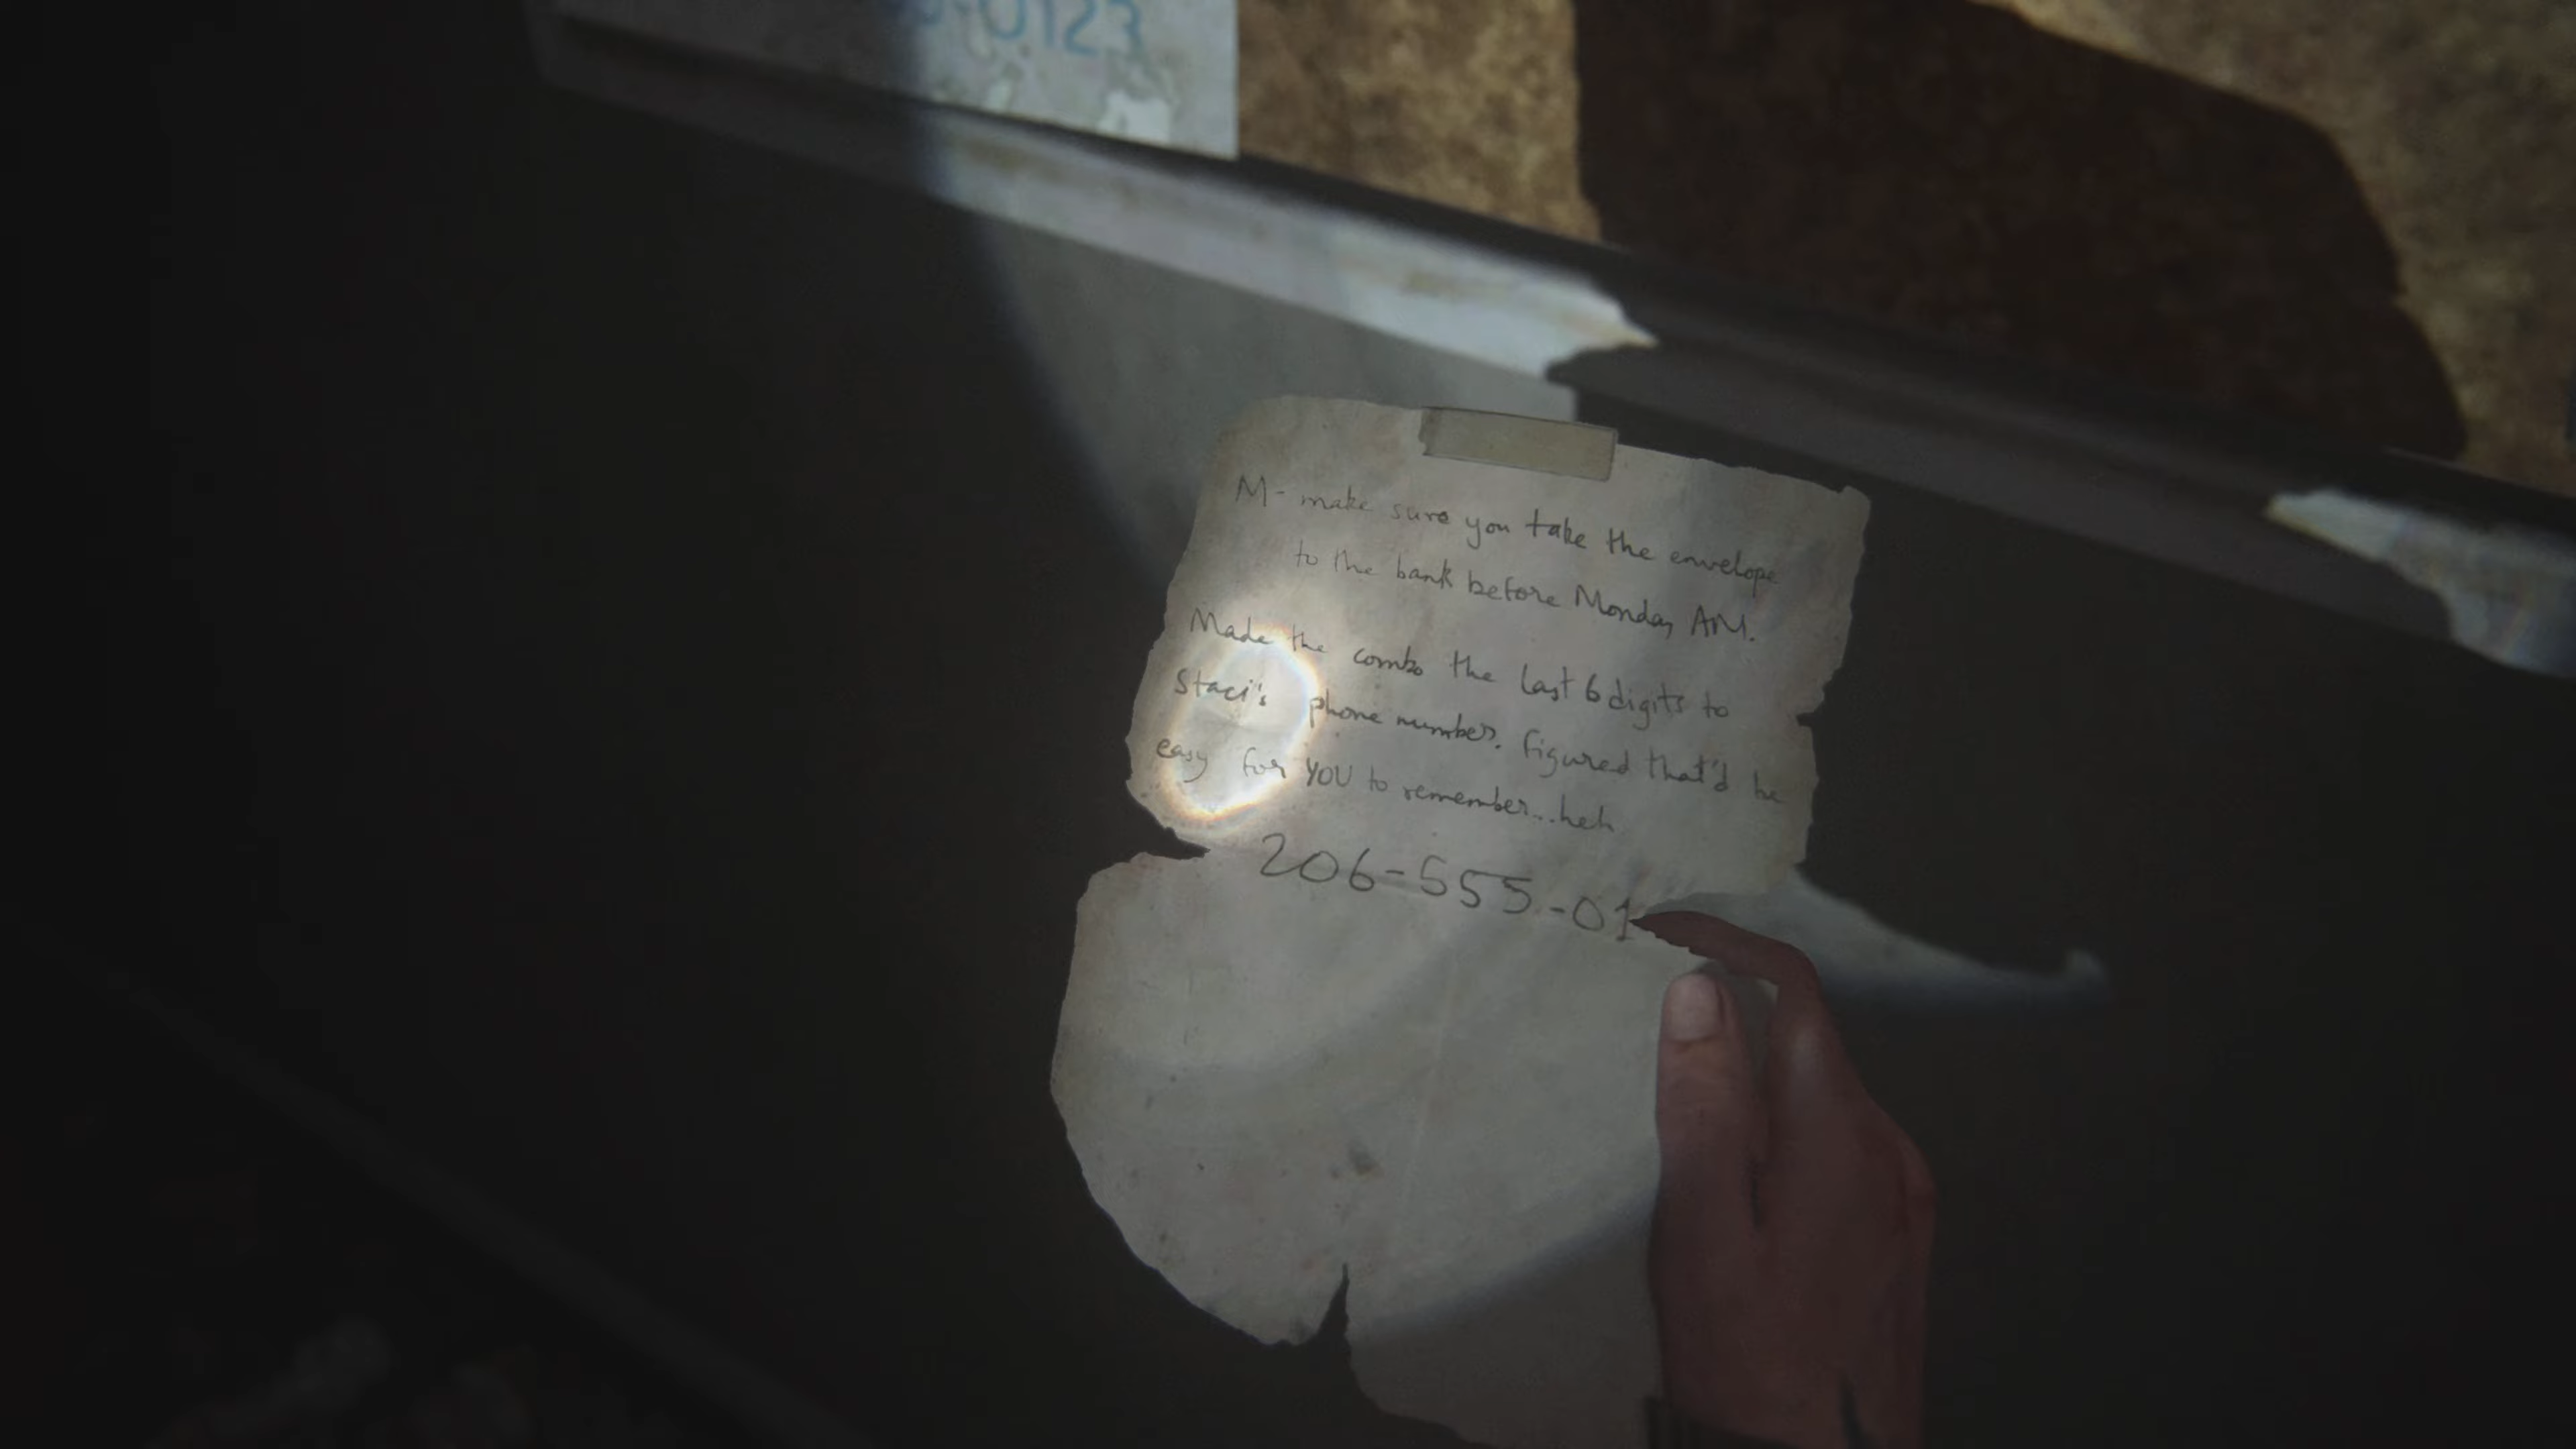 -0123
M- make sure you take the envelope
to the bank before Monday AM.
Made the combo the last 6 digits to
Staci's phone number. figured that'd be
easy for YOU to remember...heh
206-555-01